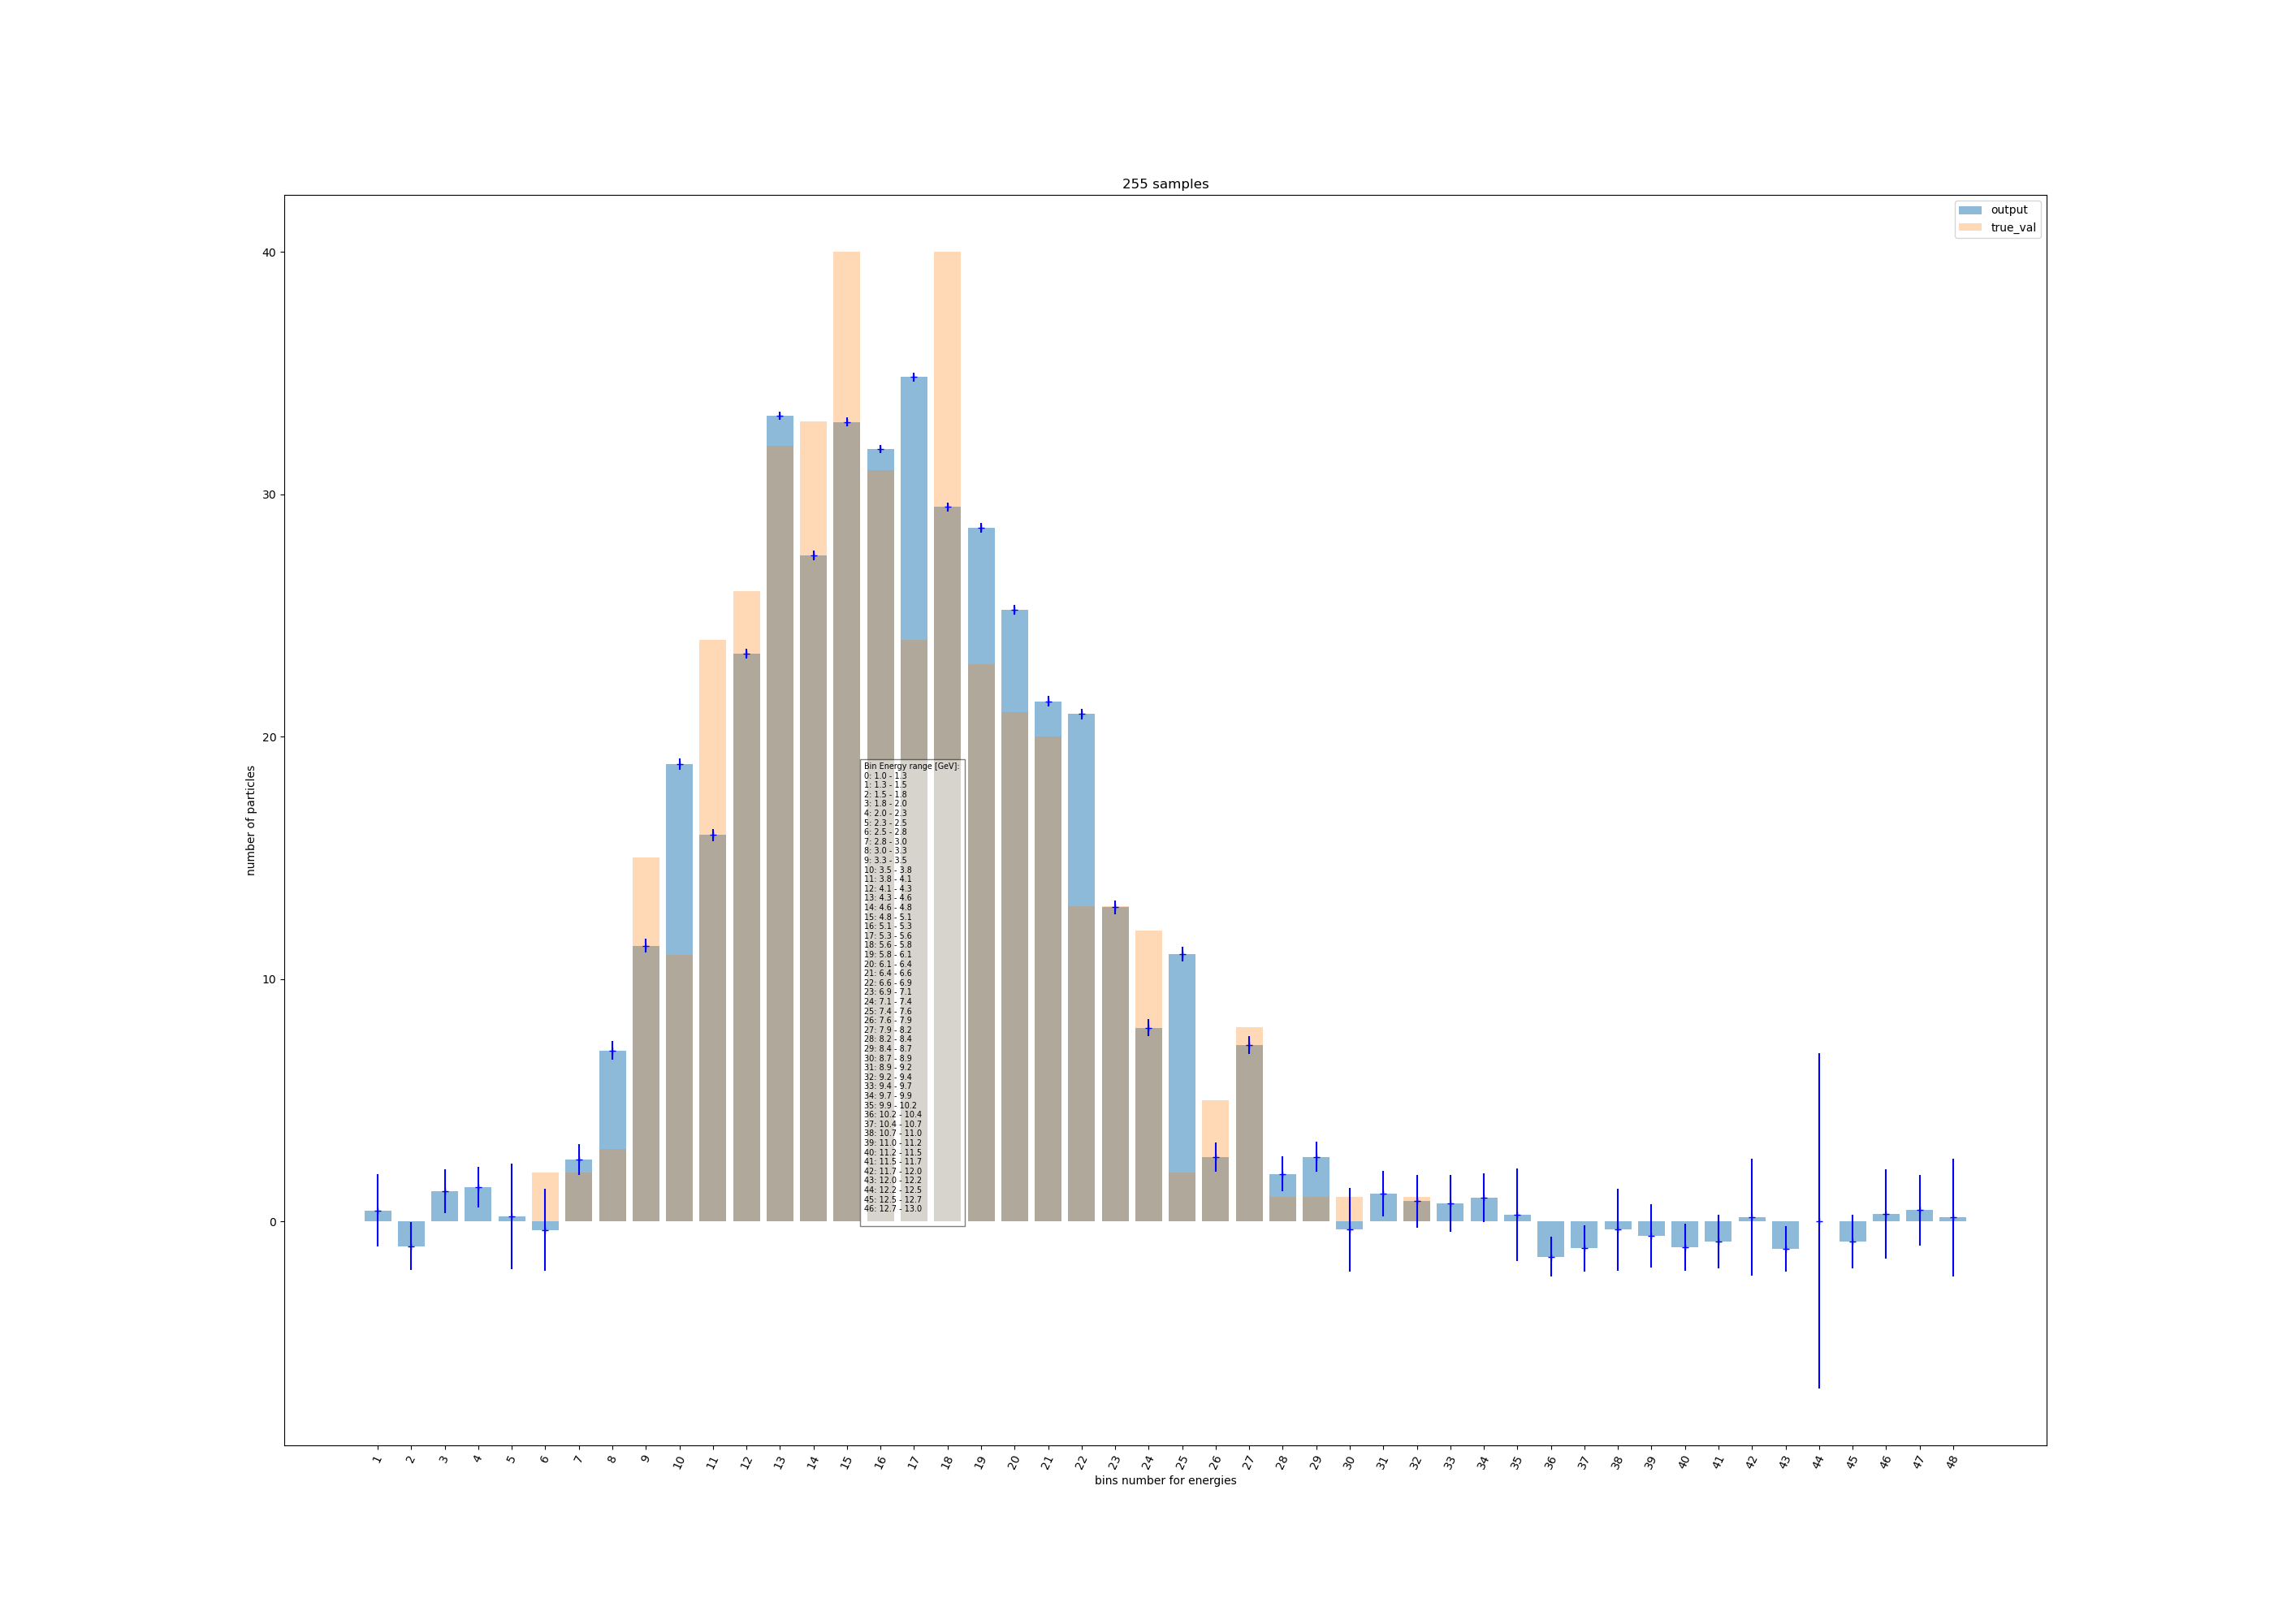 255 samples
output
true_val
40
30
20
10
0
number of particles
Bin Energy range [GeV]:
0: 1.0 - 1.3
1: 1.3 - 1.5
2: 1.5 - 1.8
3: 1.8 - 2.0
4: 2.0 - 2.3
5: 2.3 - 2.5
6: 2.5 - 2.8
7: 2.8 - 3.0
8: 3.0 - 3.3
9: 3.3 - 3.5
10: 3.5 - 3.8
11: 3.8 - 4.1
12: 4.1 - 4.3
13: 4.3 - 4.6
14: 4.6 - 4.8
15: 4.8 - 5.1
16: 5.1 - 5.3
17: 5.3 - 5.6
18: 5.6 - 5.8
19: 5.8 - 6.1
20: 6.1 - 6.4
21: 6.4 - 6.6
22: 6.6 - 6.9
23: 6.9 - 7.1
24: 7.1 - 7.4
25: 7.4 - 7.6
26: 7.6 - 7.9
27: 7.9 - 8.2
28: 8.2 - 8.4
29: 8.4 - 8.7
30: 8.7 - 8.9
31: 8.9 - 9.2
32: 9.2 - 9.4
33: 9.4 - 9.7
34: 9.7 - 9.9
35: 9.9 - 10.2
36: 10.2 - 10.4
37: 10.4 - 10.7
38: 10.7 - 11.0
39: 11.0 - 11.2
40: 11.2 - 11.5
41: 11.5 - 11.7
42: 11.7 - 12.0
43: 12.0 - 12.2
44: 12.2 - 12.5
45: 12.5 - 12.7
46: 12.7 - 13.0
1 2 3 4 5 6 7 8 9 10 11 12 13 14 15 16 17 18 19 20 21 22 23 24 25 26 27 28 29 30 31 32 33 34 35 36 37 38 39 40 41 42 43 44 45 46 47 48
bins number for energies